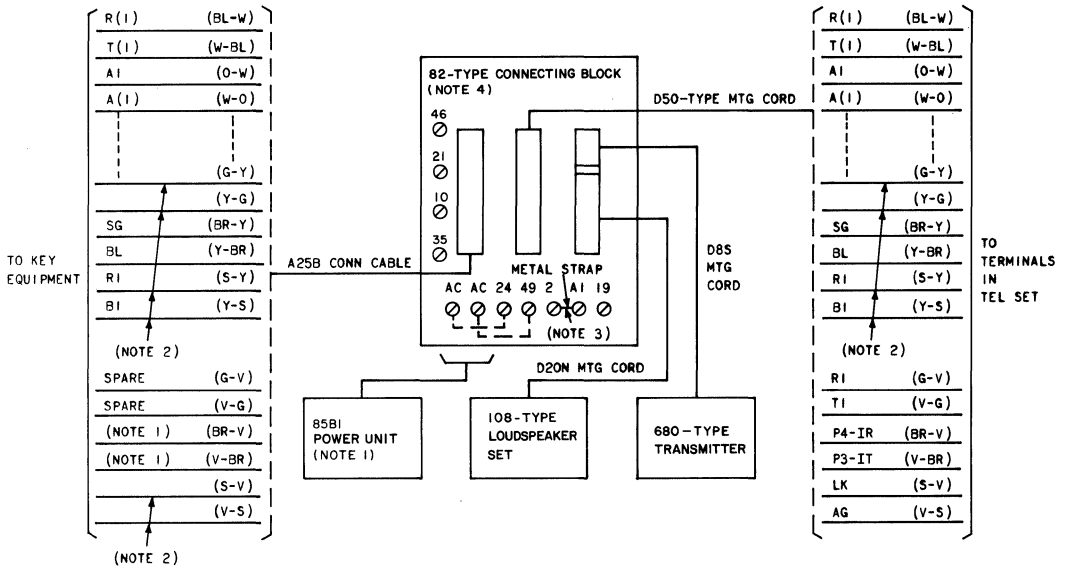 R(1) (BL-W)
T(1) (W-BL)
A1 (O-W)
A(1) (W-O)
(G-Y)
(Y-G)
SG (BR-Y)
BL (Y-BR)
R1 (S-Y)
B1 (Y-S)
(NOTE 2)
SPARE (G-V)
SPARE (V-G)
(NOTE 1) (BR-V)
(NOTE 1) (V-BR)
(S-V)
(V-S)
(NOTE 2)
TO KEY
EQUIPMENT
A25B CONN CABLE
82-TYPE CONNECTING BLOCK
(NOTE 4)
46
21
10
35
METAL STRAP
AC AC 24 49 2 A1 19
(NOTE 3)
D50-TYPE MTG CORD
D8S
MTG
CORD
D20N MTG CORD
85B1
POWER UNIT
(NOTE 1)
108-TYPE
LOUDSPEAKER
SET
680-TYPE
TRANSMITTER
R(1) (BL-W)
T(1) (W-BL)
A1 (O-W)
A(1) (W-O)
(G-Y)
(Y-G)
SG (BR-Y)
BL (Y-BR)
R1 (S-Y)
B1 (Y-S)
(NOTE 2)
R1 (G-V)
T1 (V-G)
P4-1R (BR-V)
P3-1T (V-BR)
LK (S-V)
AG (V-S)
TO
TERMINALS
IN
TEL SET